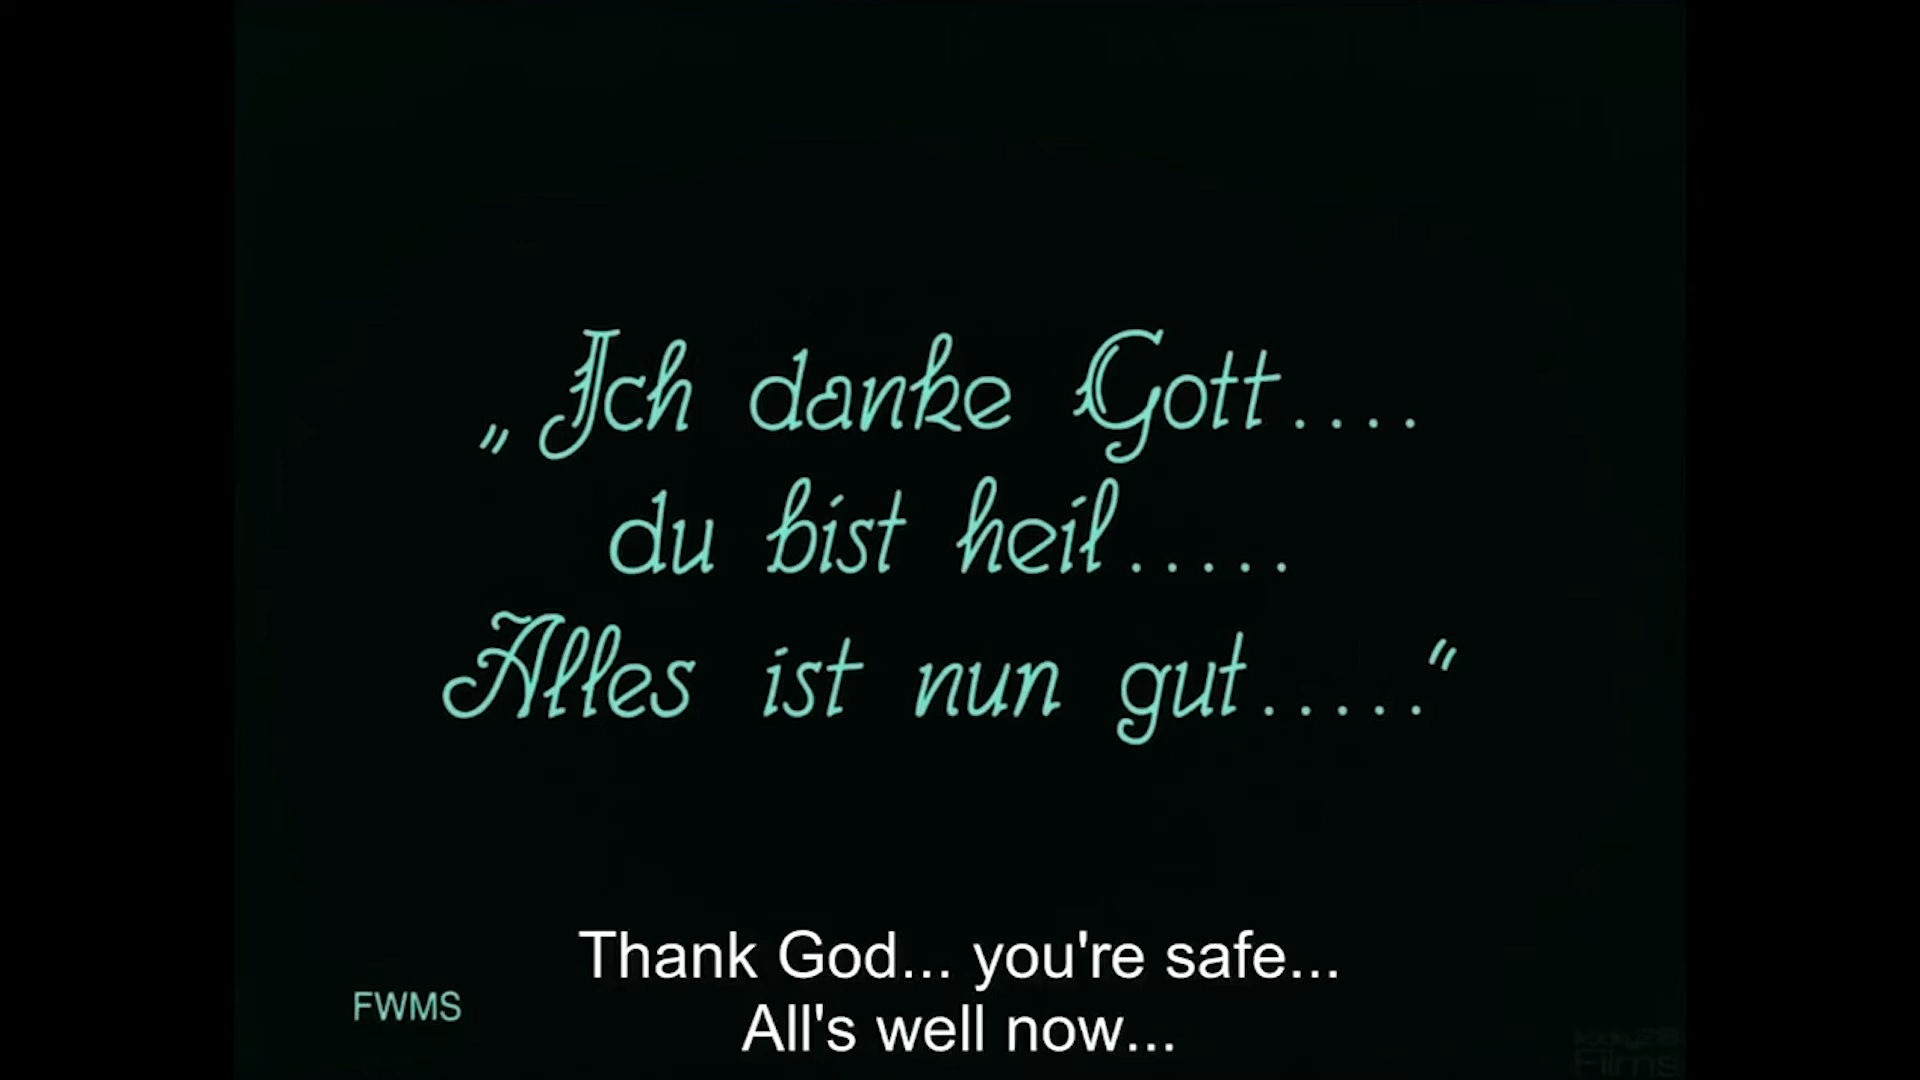 „Ich danke Gott....
du bist heil.....
Alles ist nun gut.....“
Thank God... you're safe...
FWMS
All's well now...
Films